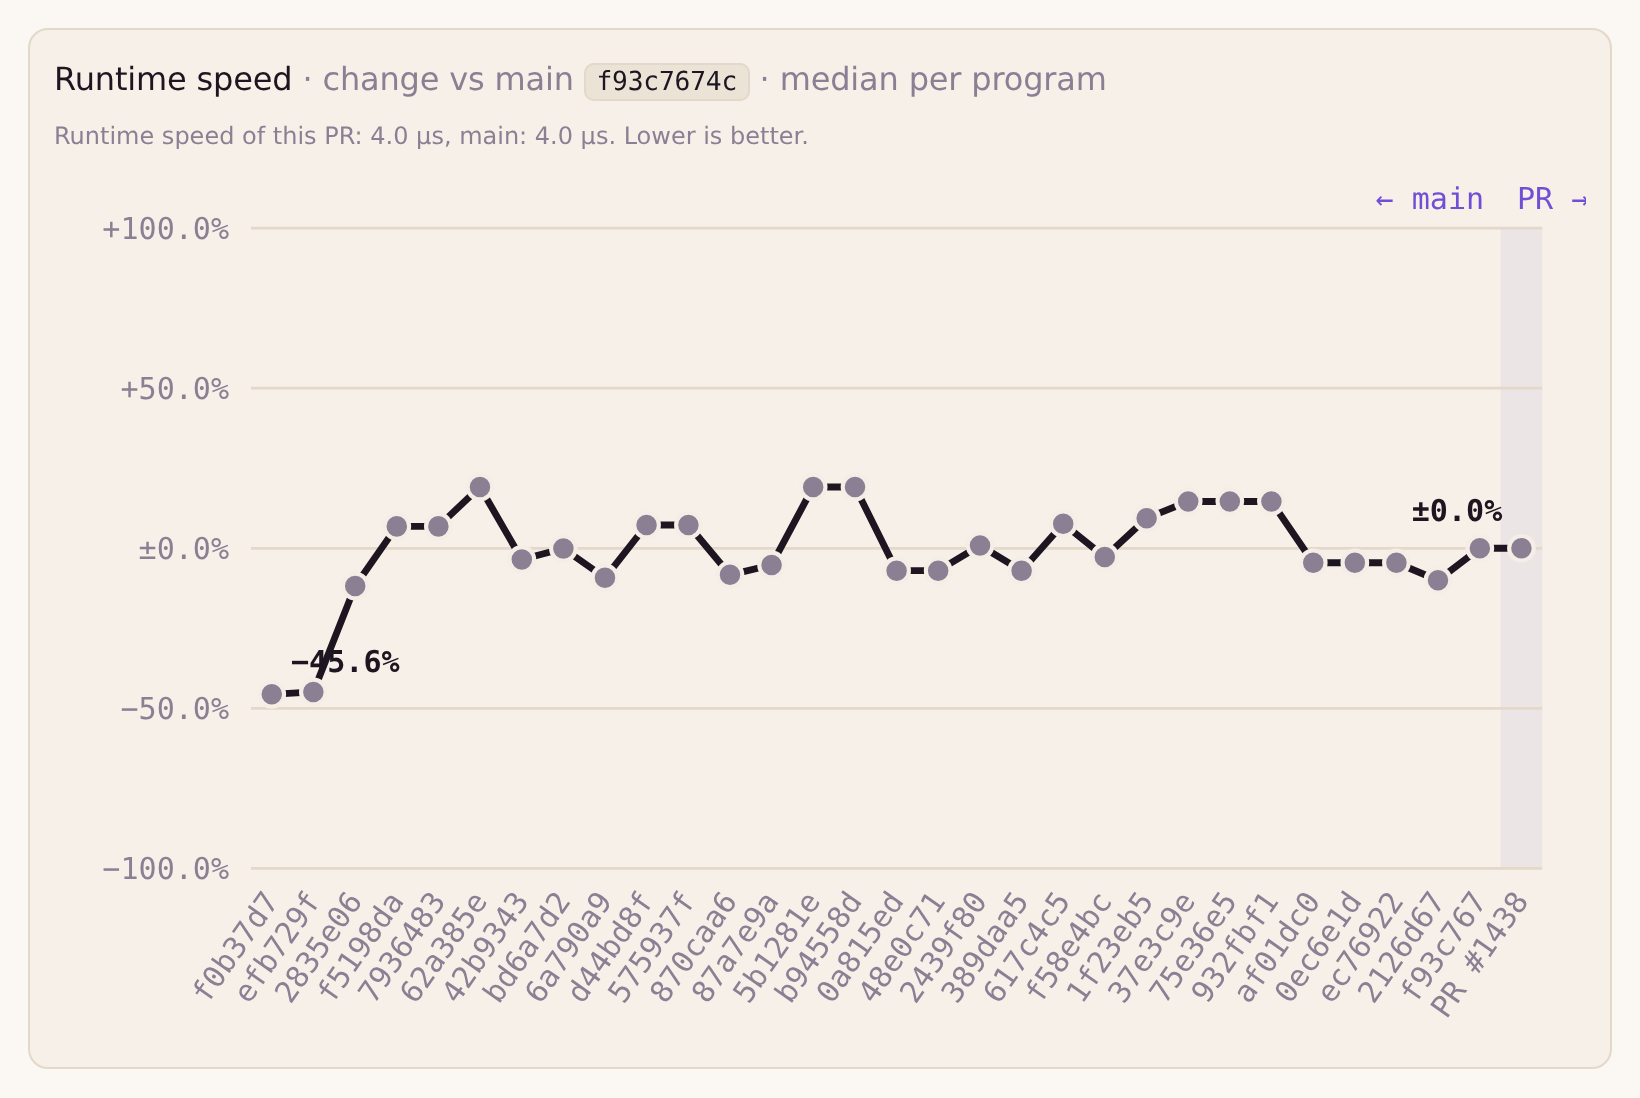 Runtime speed · change vs main f93c7674c · median per program
Runtime speed of this PR: 4.0 µs, main: 4.0 µs. Lower is better.
← main PR →
+100.0%
+50.0%
±0.0%
−50.0%
−100.0%
−45.6%
±0.0%
f0b37d7
efb729f
2835e06
f5198da
7936483
62a385e
42b9343
bd6a7d2
6a790a9
d44bd8f
575937f
870caa6
87a7e9a
5b1281e
b94558d
0a815ed
48e0c71
2439f80
389daa5
617c4c5
f58e4bc
1f23eb5
37e3c9e
75e36e5
932fbf1
af01dc0
0ec6e1d
ec76922
2126d67
f93c767
PR #1438